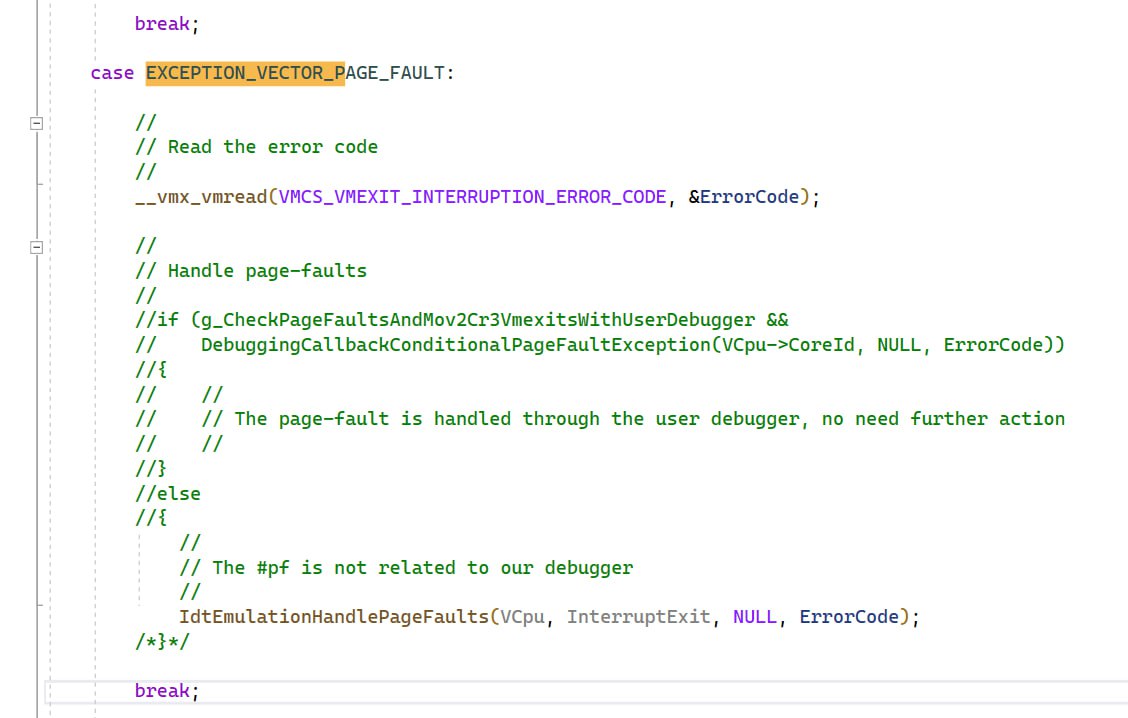 break;
case EXCEPTION_VECTOR_PAGE_FAULT:
//
// Read the error code
//
__vmx_vmread(VMCS_VMEXIT_INTERRUPTION_ERROR_CODE, &ErrorCode);
//
// Handle page-faults
//
//if (g_CheckPageFaultsAndMov2Cr3VmexitsWithUserDebugger &&
//    DebuggingCallbackConditionalPageFaultException(VCpu->CoreId, NULL, ErrorCode))
//{
//    //
//    // The page-fault is handled through the user debugger, no need further action
//    //
//}
//else
//{
//
// The #pf is not related to our debugger
//
IdtEmulationHandlePageFaults(VCpu, InterruptExit, NULL, ErrorCode);
/*}*/
break;